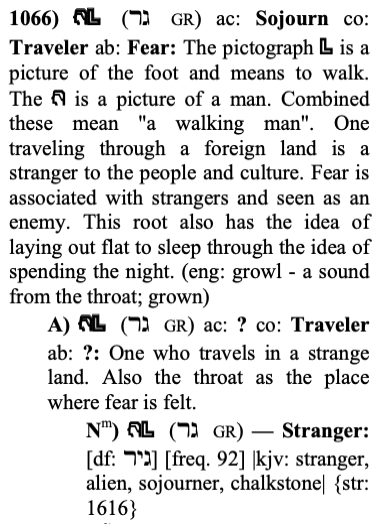 1066) (גר GR) ac: Sojourn co:
Traveler ab: Fear: The pictograph is a
picture of the foot and means to walk.
The is a picture of a man. Combined
these mean "a walking man". One
traveling through a foreign land is a
stranger to the people and culture. Fear is
associated with strangers and seen as an
enemy. This root also has the idea of
laying out flat to sleep through the idea of
spending the night. (eng: growl - a sound
from the throat; grown)
A) (גר GR) ac: ? co: Traveler
ab: ?: One who travels in a strange
land. Also the throat as the place
where fear is felt.
Nᵐ) (גר GR) — Stranger:
[df: גיר] [freq. 92] |kjv: stranger,
alien, sojourner, chalkstone| {str:
1616}